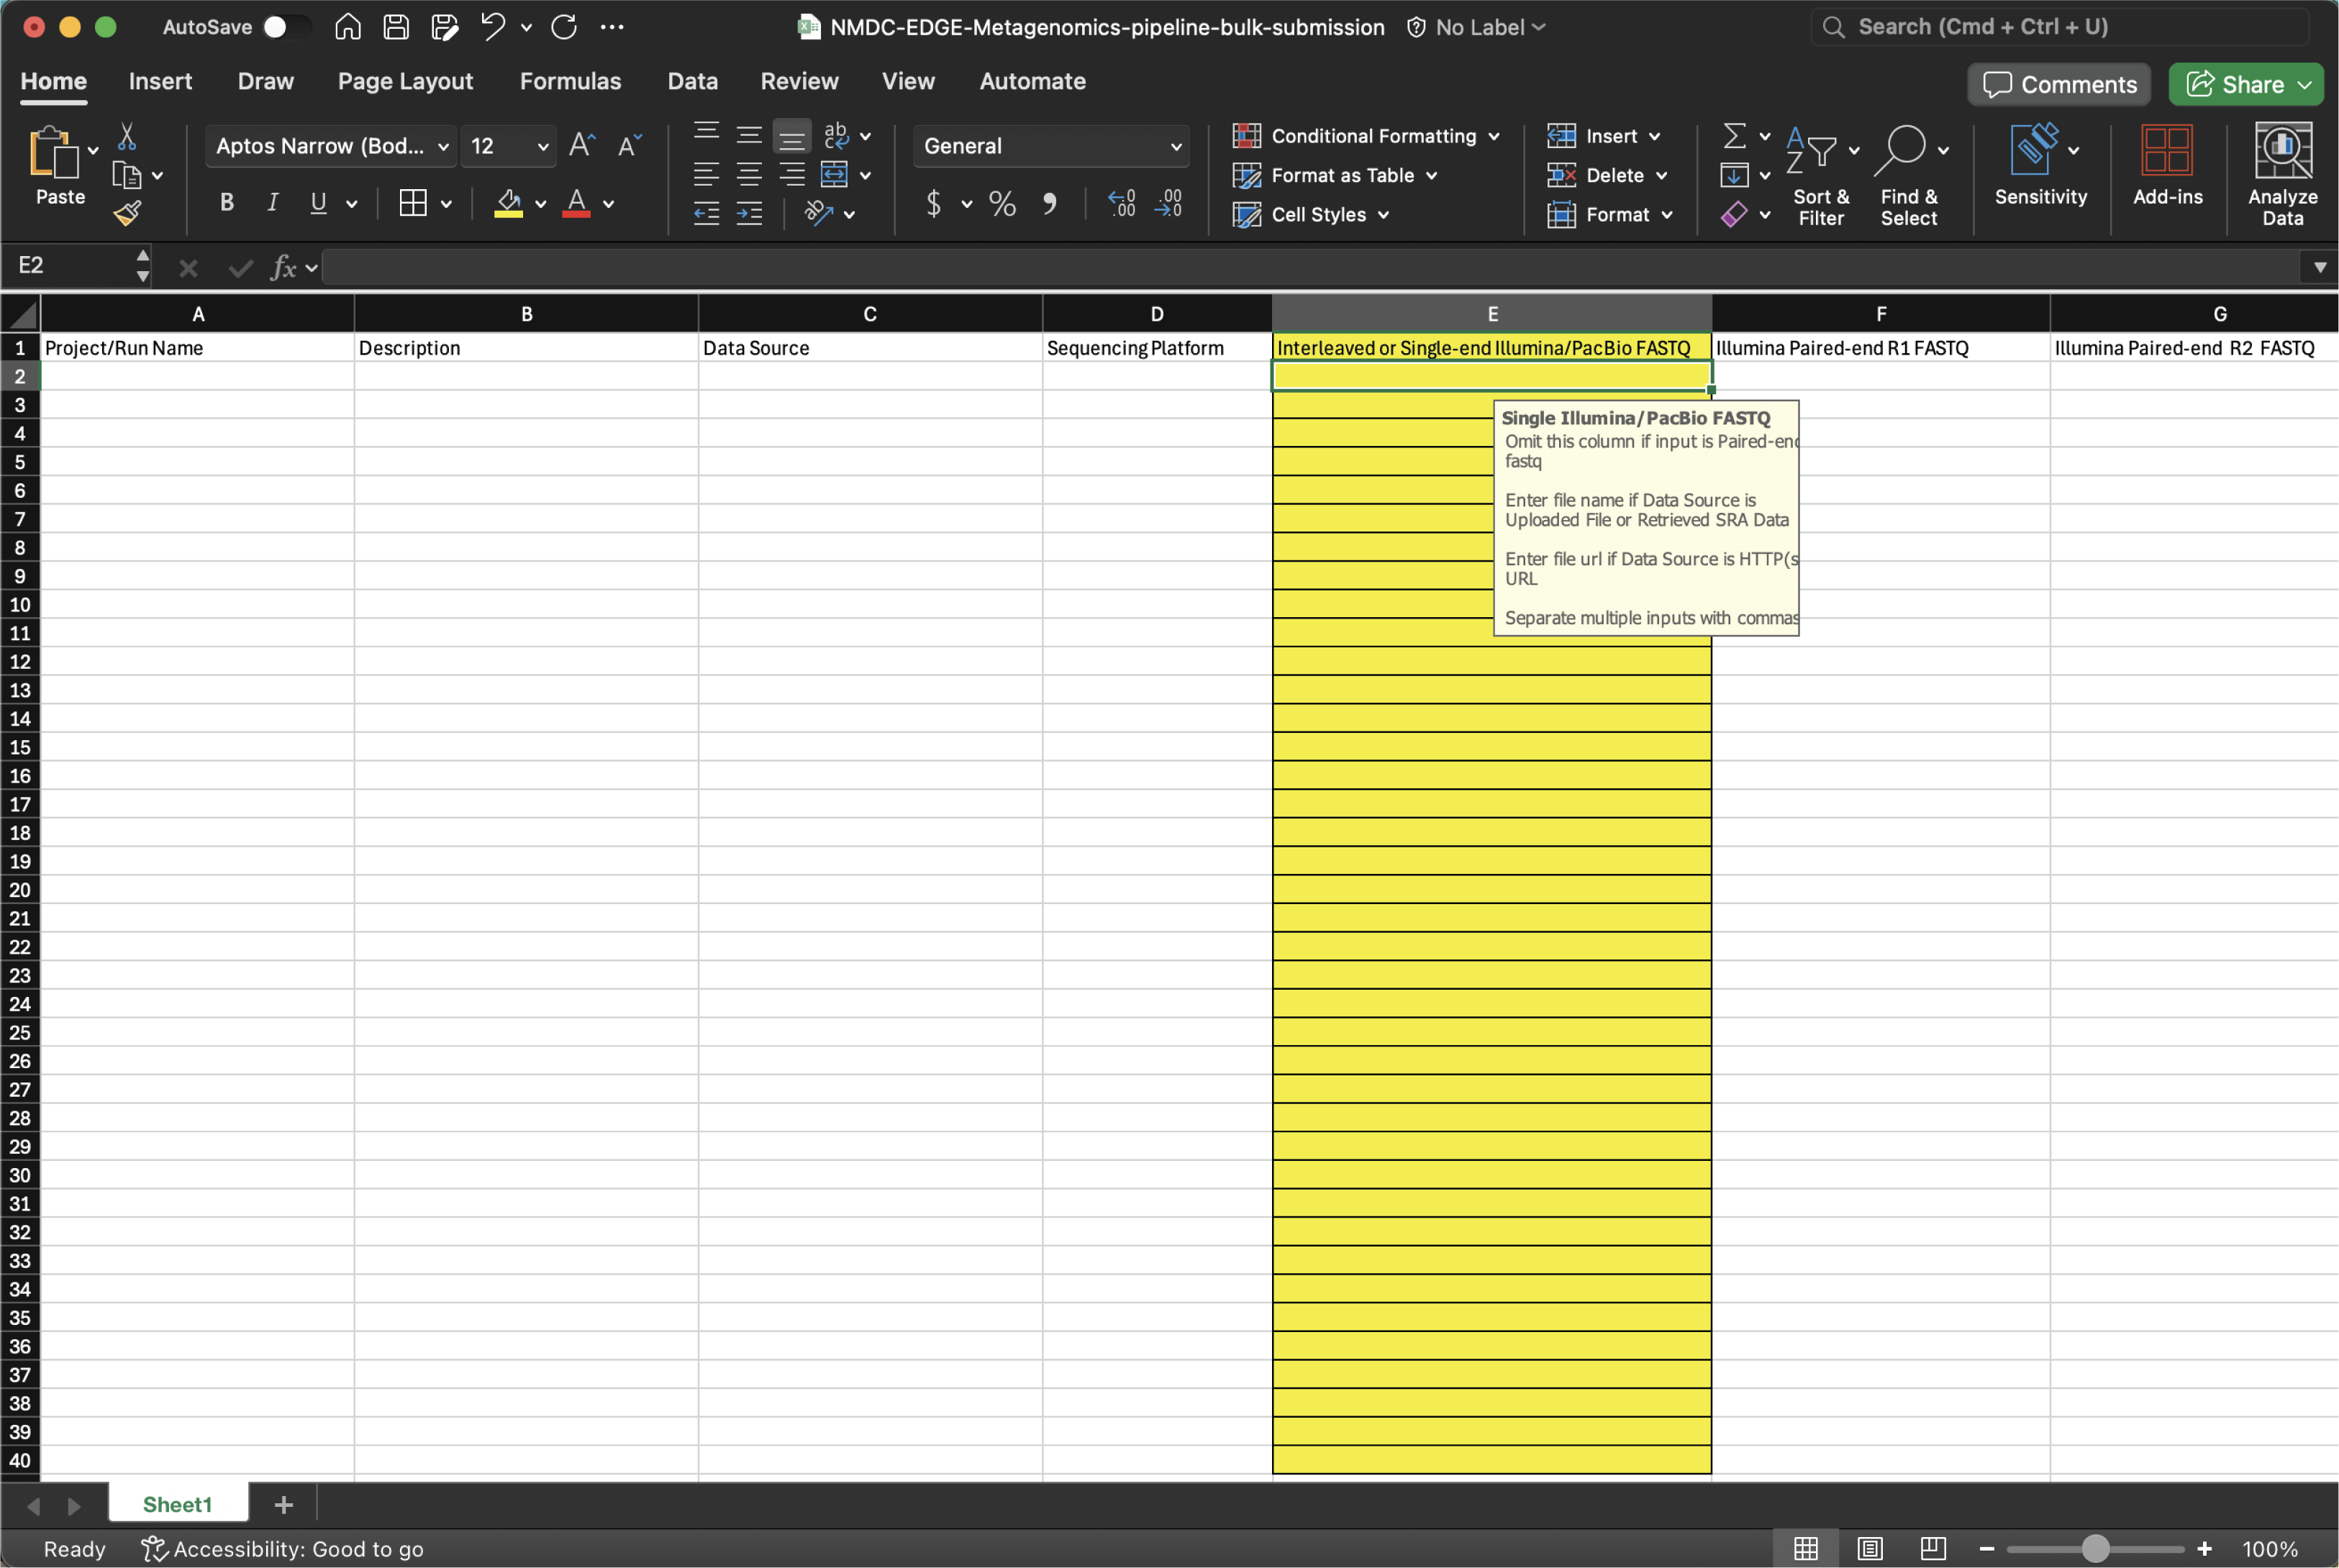 AutoSave
NMDC-EDGE-Metagenomics-pipeline-bulk-submission
No Label
Search (Cmd + Ctrl + U)
Home Insert Draw Page Layout Formulas Data Review View Automate
Comments
Share
Paste
Aptos Narrow (Bod...
12
A A
B I U A
ab
ab
General
$ % 9
.00 .00
Conditional Formatting
Format as Table
Cell Styles
Insert
Delete
Format
Sort & Filter
Find & Select
Sensitivity
Add-ins
Analyze Data
E2
fx
A B C D E F G
1 Project/Run Name Description Data Source Sequencing Platform Interleaved or Single-end Illumina/PacBio FASTQ Illumina Paired-end R1 FASTQ Illumina Paired-end R2 FASTQ
2
3
Single Illumina/PacBio FASTQ
4
Omit this column if input is Paired-end
5
fastq
6
Enter file name if Data Source is
7
Uploaded File or Retrieved SRA Data
8
Enter file url if Data Source is HTTP(s
9
URL
10
Separate multiple inputs with commas
11
12
13
14
15
16
17
18
19
20
21
22
23
24
25
26
27
28
29
30
31
32
33
34
35
36
37
38
39
40
Sheet1
Ready
Accessibility: Good to go
100%